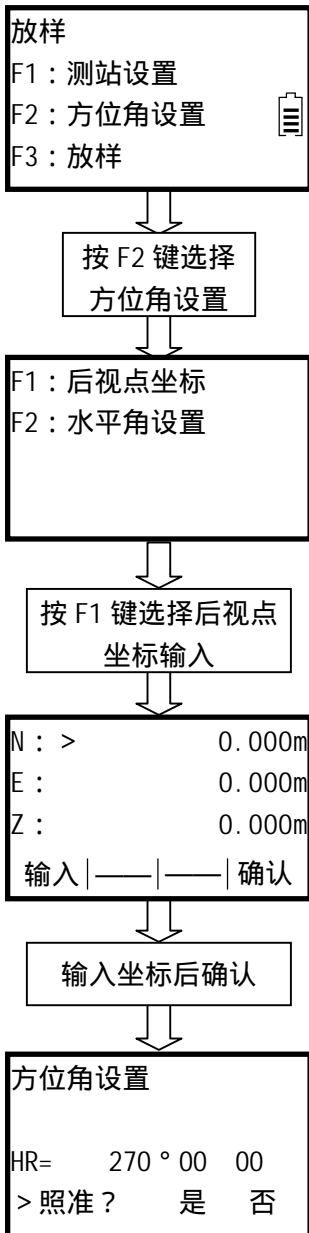 放样
F1：测站设置
F2：方位角设置
F3：放样
按 F2 键选择
方位角设置
F1：后视点坐标
F2：水平角设置
按 F1 键选择后视点
坐标输入
N：> 0.000m
E： 0.000m
Z： 0.000m
输入|——|——|确认
输入坐标后确认
方位角设置
HR= 270 ° 00 00
>照准？ 是 否